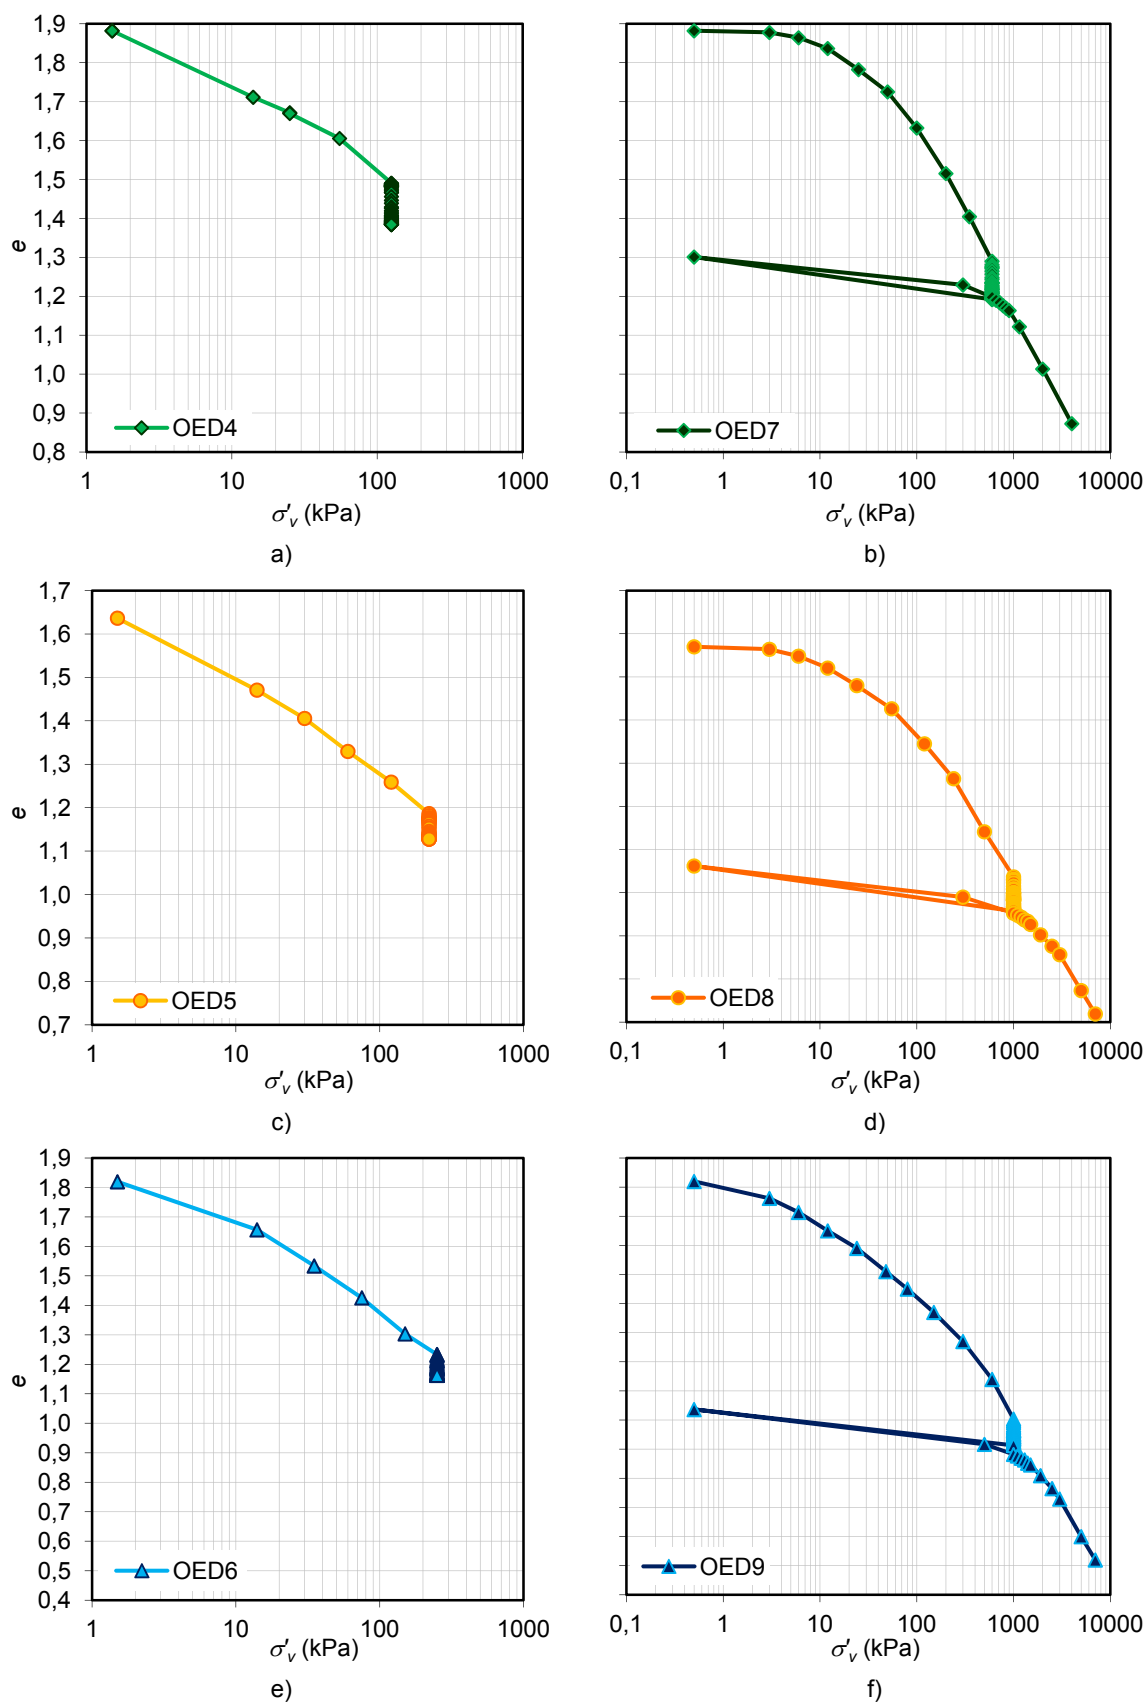 1,9
1,8
1,7
1,6
1,5
1,4
1,3
1,2
1,1
1,0
0,9
0,8
e
OED4
1 10 100 1000
σ'v (kPa)
a)
OED7
0,1 1 10 100 1000 10000
σ'v (kPa)
b)
1,7
1,6
1,5
1,4
1,3
1,2
1,1
1,0
0,9
0,8
0,7
e
OED5
1 10 100 1000
σ'v (kPa)
c)
OED8
0,1 1 10 100 1000 10000
σ'v (kPa)
d)
1,9
1,8
1,7
1,6
1,5
1,4
1,3
1,2
1,1
1,0
0,9
0,8
0,7
0,6
0,5
0,4
e
OED6
1 10 100 1000
σ'v (kPa)
e)
OED9
0,1 1 10 100 1000 10000
σ'v (kPa)
f)